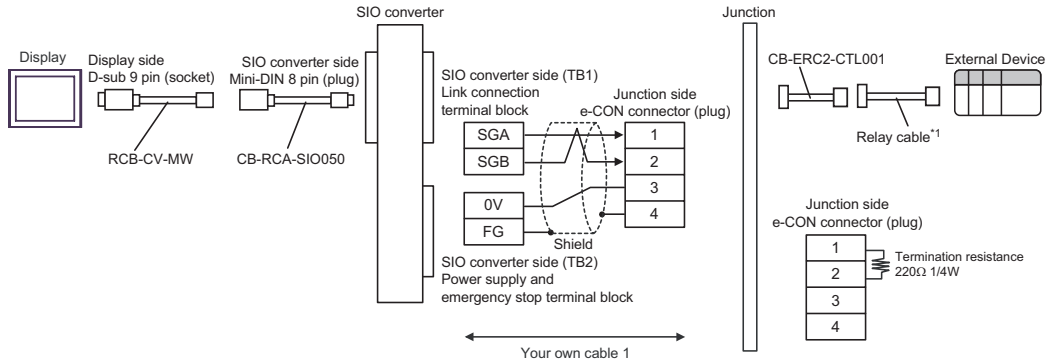 SIO converter
Junction
Display
Display side
D-sub 9 pin (socket)
SIO converter side
Mini-DIN 8 pin (plug)
RCB-CV-MW
CB-RCA-SIO050
SIO converter side (TB1)
Link connection
terminal block
Junction side
e-CON connector (plug)
SGA
SGB
0V
FG
1
2
3
4
Shield
SIO converter side (TB2)
Power supply and
emergency stop terminal block
Your own cable 1
CB-ERC2-CTL001
External Device
Relay cable*1
Junction side
e-CON connector (plug)
1
2
3
4
Termination resistance
220Ω 1/4W